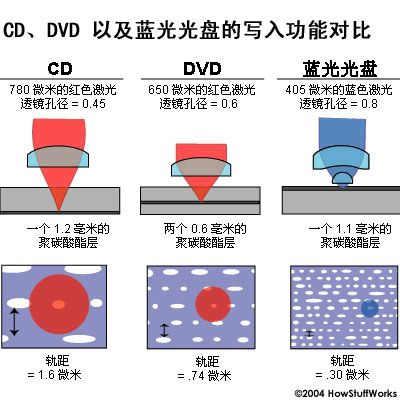 CD、DVD 以及蓝光光盘的写入功能对比
CD
780 微米的红色激光
透镜孔径 = 0.45
DVD
650 微米的红色激光
透镜孔径 = 0.6
蓝光光盘
405 微米的蓝色激光
透镜孔径 = 0.8
一个 1.2 毫米的
聚碳酸酯层
两个 0.6 毫米的
聚碳酸酯层
一个 1.1 毫米的
聚碳酸酯层
轨距
= 1.6 微米
轨距
= .74 微米
轨距
= .30 微米
©2004 HowStuffWorks